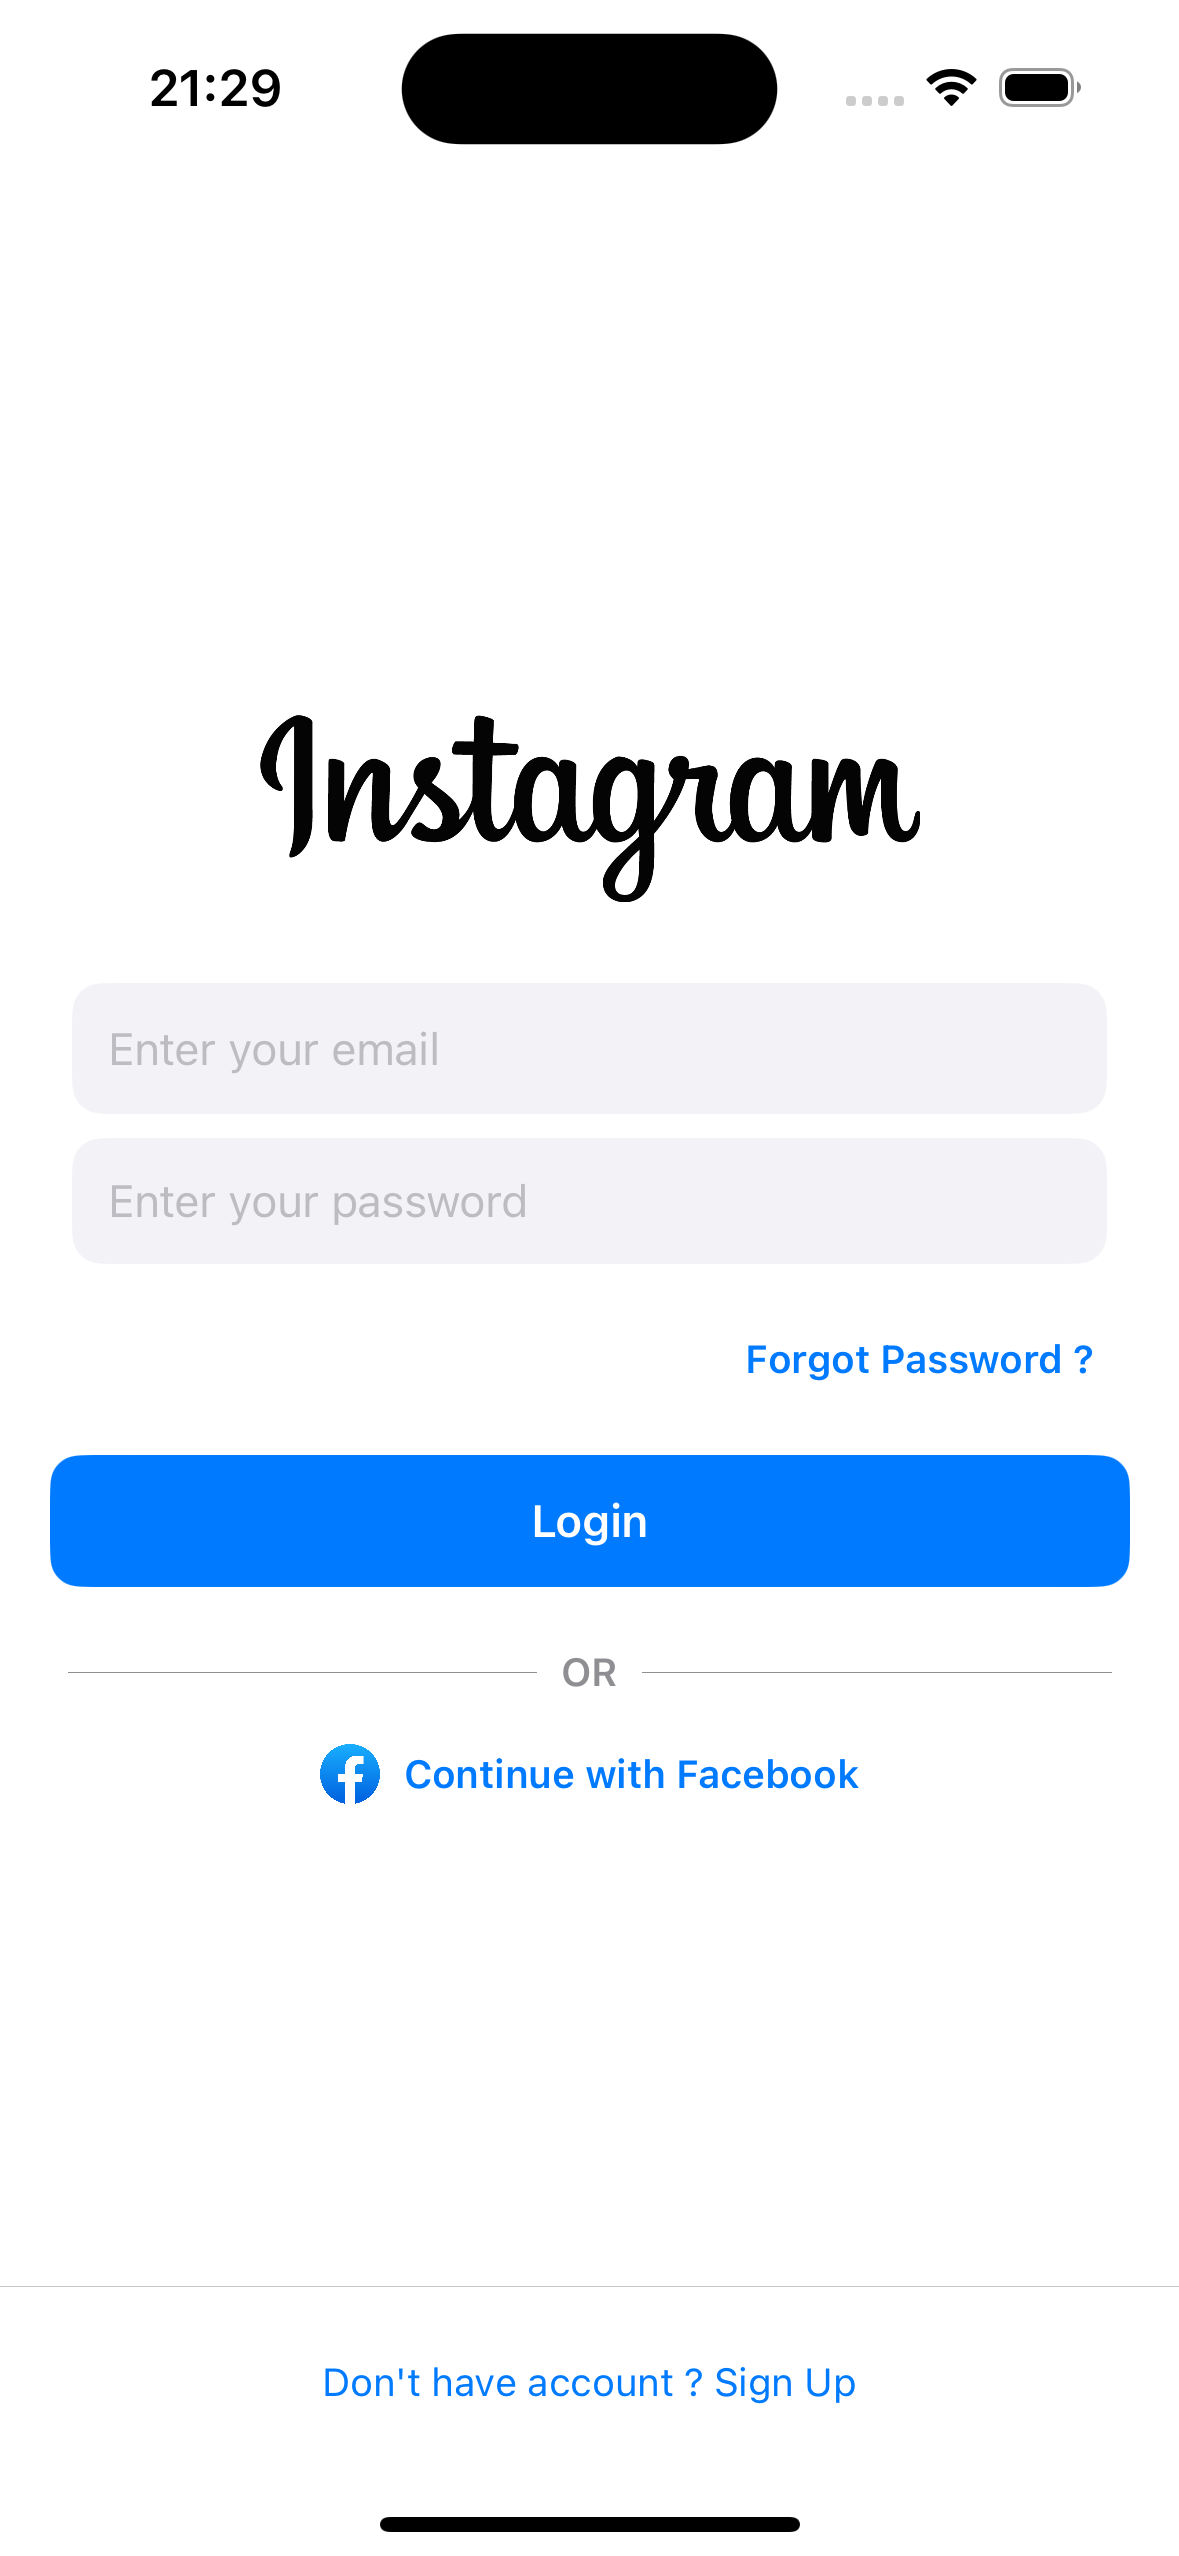 21:29
Instagram
Enter your email
Enter your password
Forgot Password ?
Login
OR
Continue with Facebook
Don't have account ? Sign Up